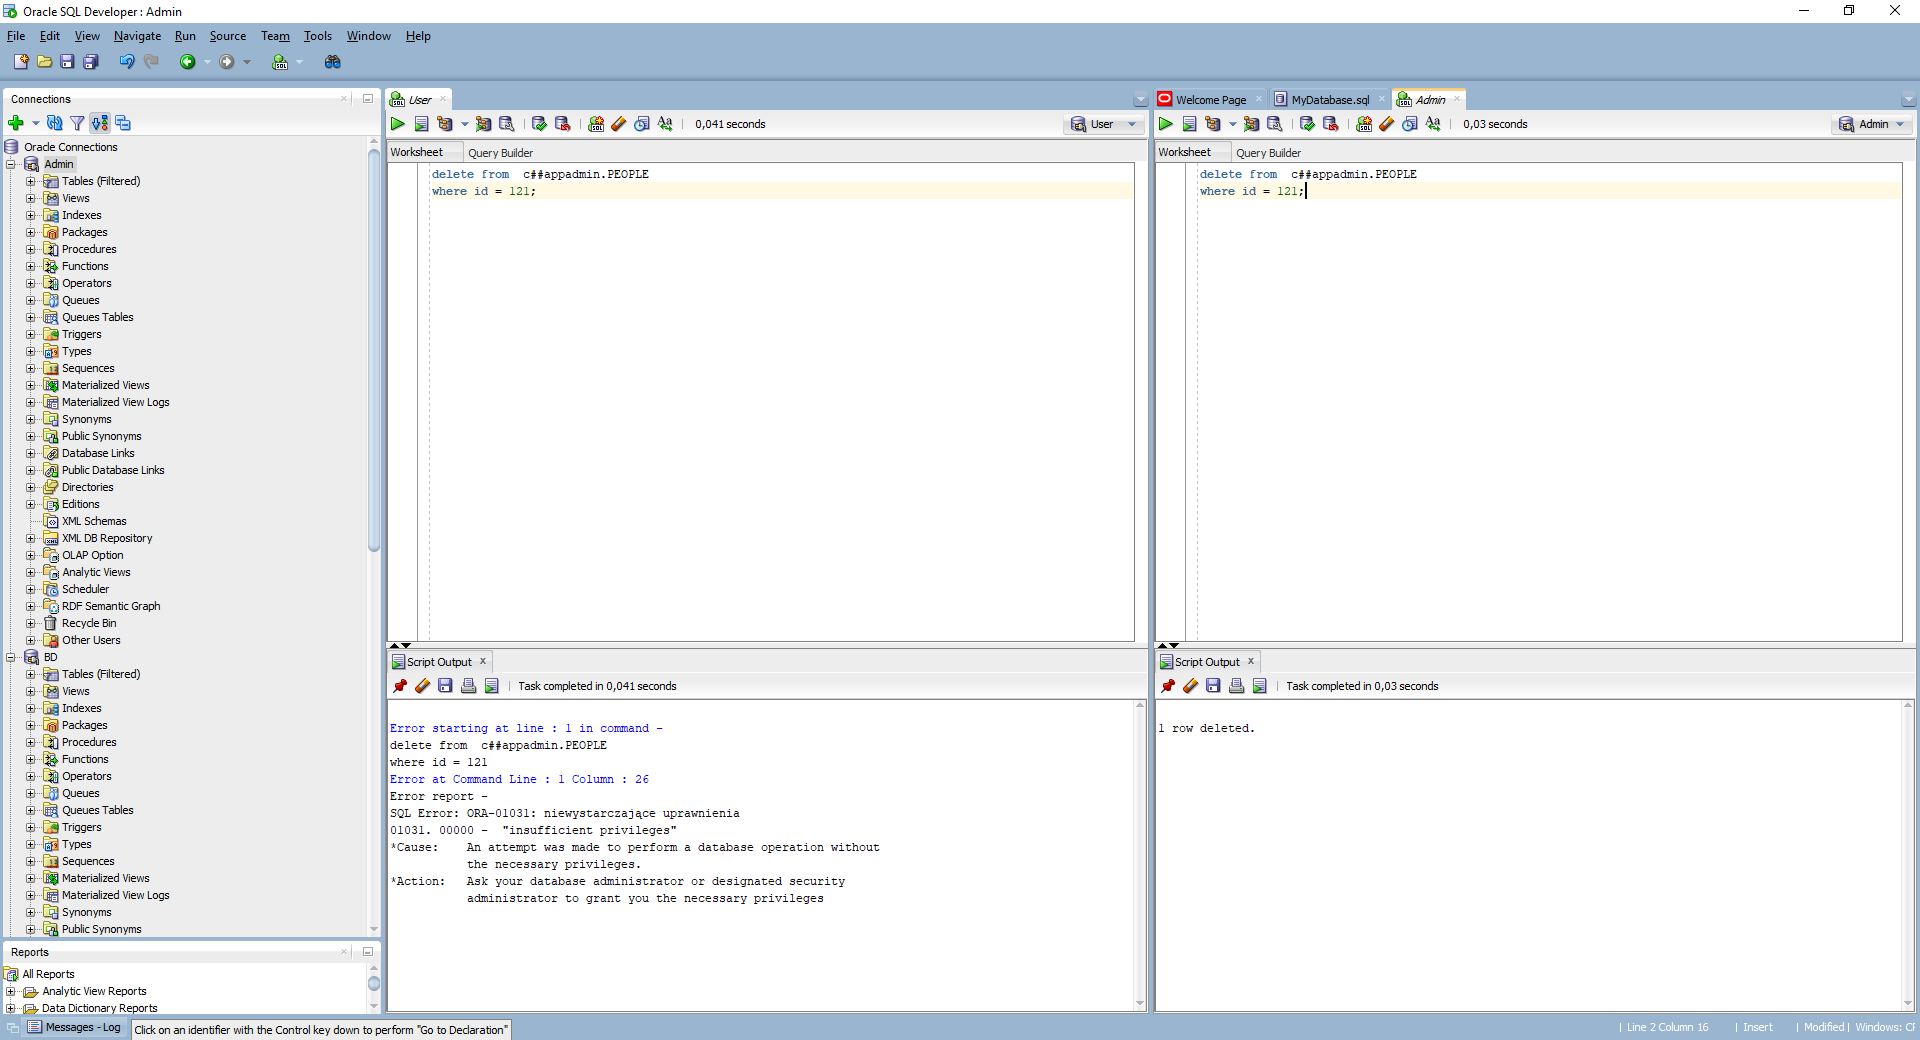 Oracle SQL Developer : Admin
File Edit View Navigate Run Source Team Tools Window Help
Connections
Oracle Connections
Admin
Tables (Filtered)
Views
Indexes
Packages
Procedures
Functions
Operators
Queues
Queues Tables
Triggers
Types
Sequences
Materialized Views
Materialized View Logs
Synonyms
Public Synonyms
Database Links
Public Database Links
Directories
Editions
XML Schemas
XML DB Repository
OLAP Option
Analytic Views
Scheduler
RDF Semantic Graph
Recycle Bin
Other Users
BD
Tables (Filtered)
Views
Indexes
Packages
Procedures
Functions
Operators
Queues
Queues Tables
Triggers
Types
Sequences
Materialized Views
Materialized View Logs
Synonyms
Public Synonyms
Reports
All Reports
Analytic View Reports
Data Dictionary Reports
User
0,041 seconds
User
Worksheet Query Builder
delete from  c##appadmin.PEOPLE
where id = 121;
Script Output
Task completed in 0,041 seconds
Error starting at line : 1 in command -
delete from  c##appadmin.PEOPLE
where id = 121
Error at Command Line : 1 Column : 26
Error report -
SQL Error: ORA-01031: niewystarczające uprawnienia
01031. 00000 -  "insufficient privileges"
*Cause:    An attempt was made to perform a database operation without
the necessary privileges.
*Action:   Ask your database administrator or designated security
administrator to grant you the necessary privileges
Welcome Page MyDatabase.sql Admin
0,03 seconds
Admin
Worksheet Query Builder
delete from  c##appadmin.PEOPLE
where id = 121;
Script Output
Task completed in 0,03 seconds
1 row deleted.
Messages - Log
Click on an identifier with the Control key down to perform "Go to Declaration"
Line 2 Column 16 | Insert | Modified | Windows: CF